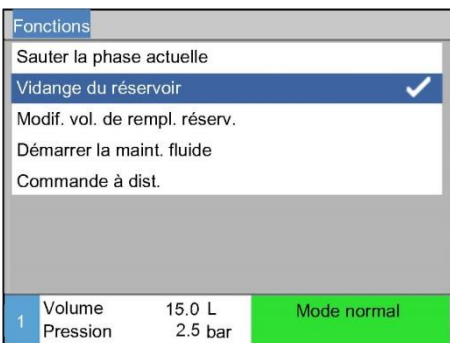 Fonctions
Sauter la phase actuelle
Vidange du réservoir
Modif. vol. de rempl. réserv.
Démarrer la maint. fluide
Commande à dist.
1 Volume 15.0 L Mode normal
Pression 2.5 bar